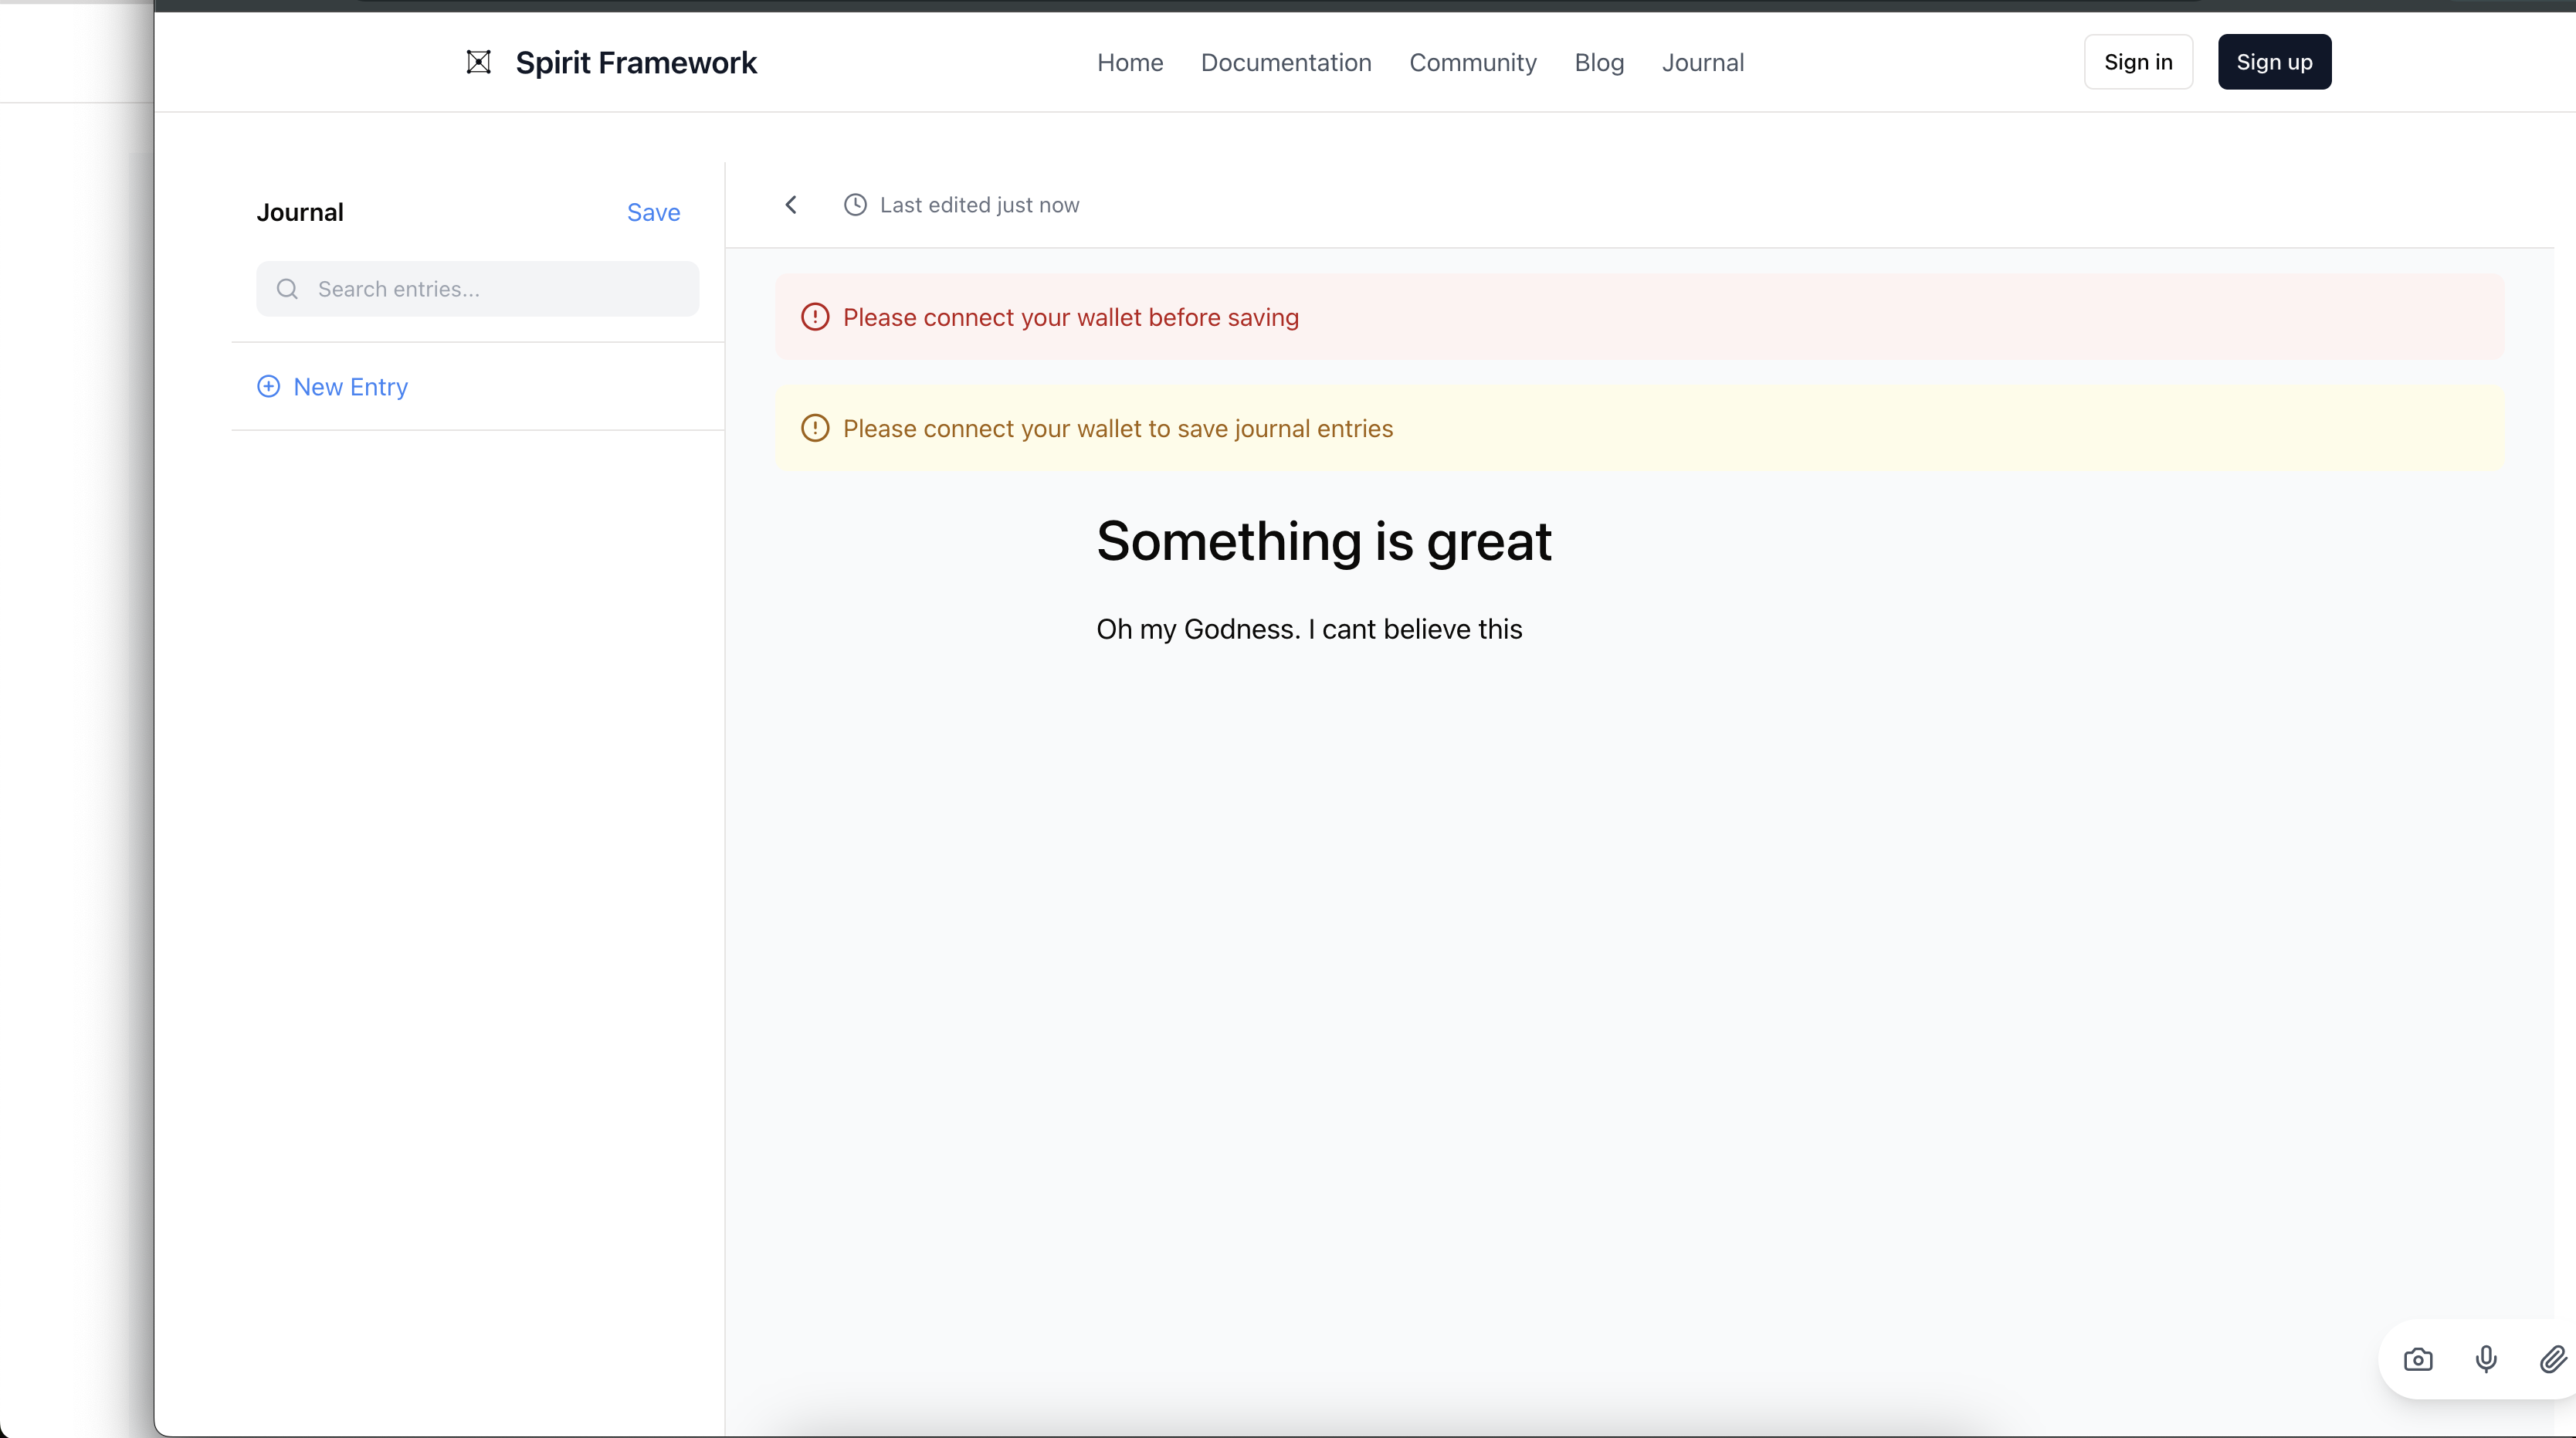 Spirit Framework
Home Documentation Community Blog Journal
Sign in Sign up
Journal Save
Search entries...
New Entry
Last edited just now
Please connect your wallet before saving
Please connect your wallet to save journal entries
Something is great
Oh my Godness. I cant believe this